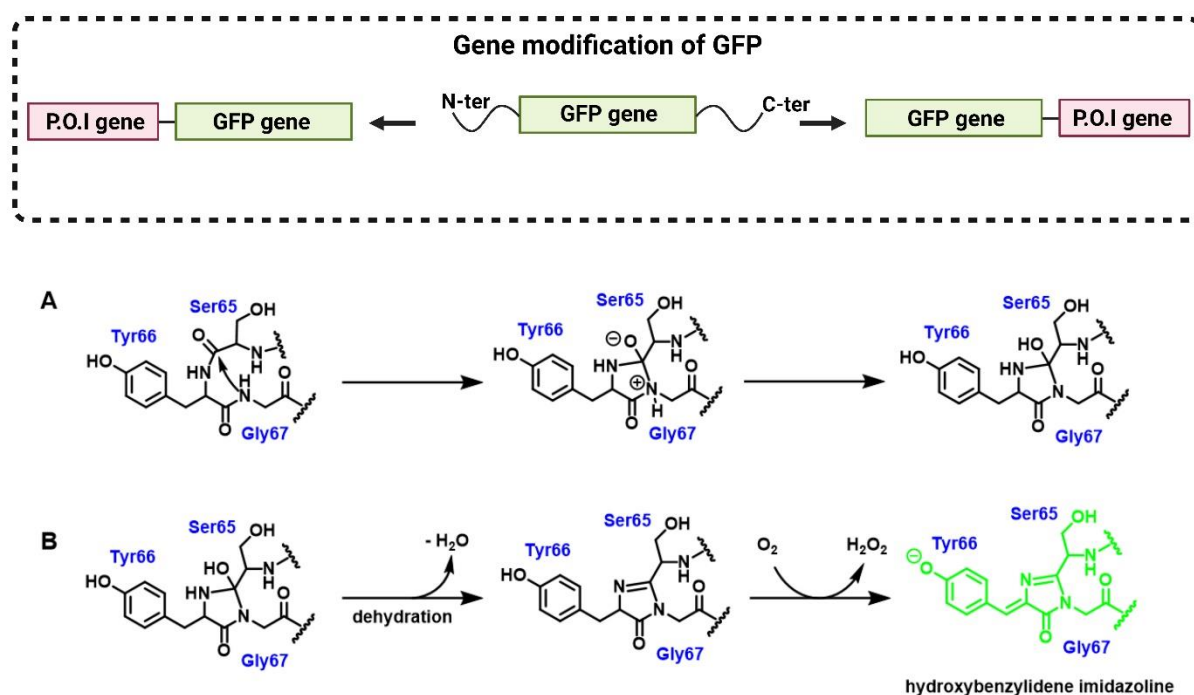 Gene modification of GFP
P.O.I gene
GFP gene
N-ter
GFP gene
C-ter
GFP gene
P.O.I gene
A
Ser65
OH
Tyr66
O
HO
HN
N
H
H
N
O
O
Gly67
Ser65
OH
Tyr66
⊖
O
HO
HN
N
H
⊕
N
H
O
O
Gly67
Ser65
OH
Tyr66
HO
HO
HN
N
H
N
O
O
Gly67
B
Ser65
OH
Tyr66
HO
HO
HN
N
H
N
O
O
Gly67
- H2O
dehydration
Ser65
OH
Tyr66
HO
N
N
H
N
O
O
Gly67
O2
H2O2
Ser65
OH
⊖
Tyr66
O
N
N
H
N
O
O
Gly67
hydroxybenzylidene imidazoline